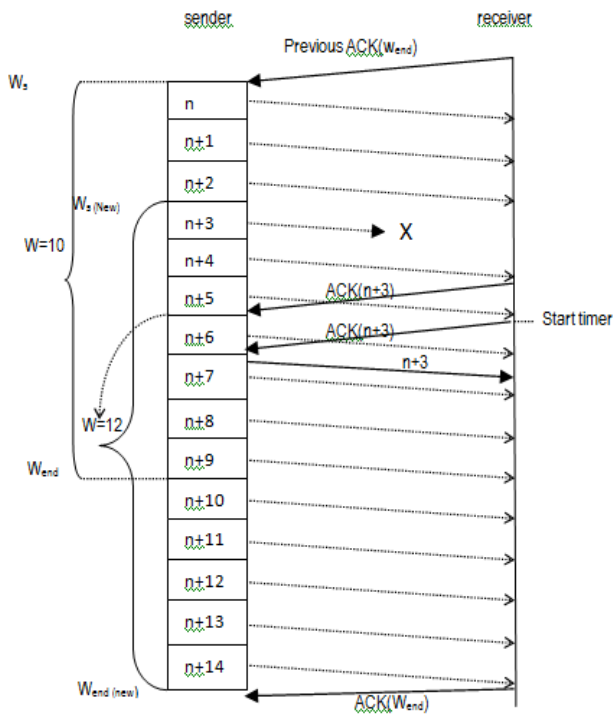 sender
receiver
Previous ACK(wend)
Ws
n
n+1
n+2
Ws (New)
n+3
X
W=10
n+4
ACK(n+3)
n+5
Start timer
ACK(n+3)
n+6
n+3
n+7
W=12
n+8
n+9
Wend
n+10
n+11
n+12
n+13
n+14
Wend (new)
ACK(Wend)